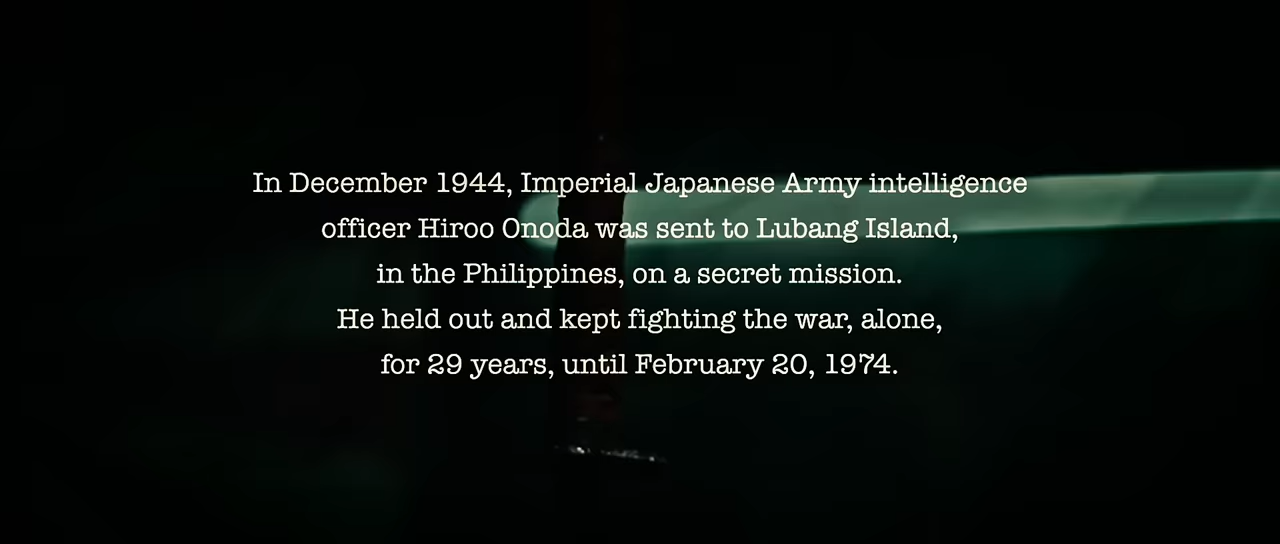 In December 1944, Imperial Japanese Army intelligence
officer Hiroo Onoda was sent to Lubang Island,
in the Philippines, on a secret mission.
He held out and kept fighting the war, alone,
for 29 years, until February 20, 1974.